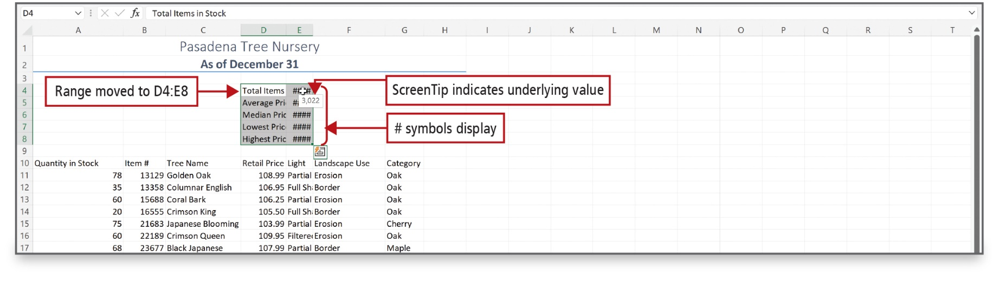 D4 fx Total Items in Stock
A B C D E F G H I J K L M N O P Q R S T
1 Pasadena Tree Nursery
2 As of December 31
3
Range moved to D4:E8
ScreenTip indicates underlying value
# symbols display
4 Total Items ####
5 Average Pri ##
3,022
6 Median Pric ####
7 Lowest Pric ####
8 Highest Pric ####
9
10 Quantity in Stock Item # Tree Name Retail Price Light Landscape Use Category
11 78 13129 Golden Oak 108.99 Partial Erosion Oak
12 35 13358 Columnar English 106.95 Full Sha Border Oak
13 60 15688 Coral Bark 106.25 Partial Erosion Oak
14 20 16555 Crimson King 105.50 Full Sha Border Oak
15 75 21683 Japanese Blooming 103.99 Partial Erosion Cherry
16 60 22189 Crimson Queen 109.95 Filtered Erosion Oak
17 68 23677 Black Japanese 107.99 Partial Border Maple